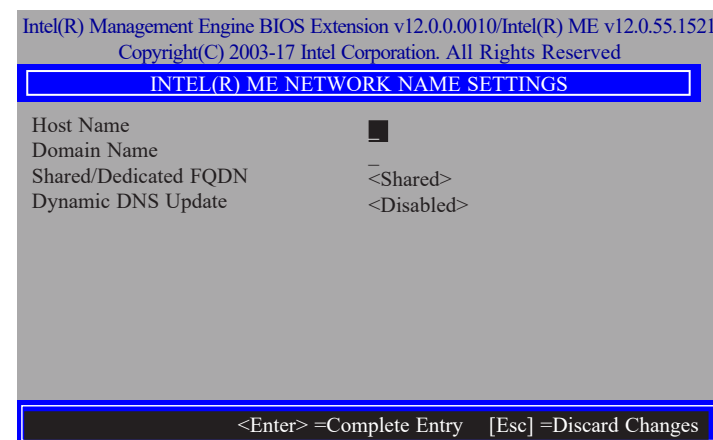 Intel(R) Management Engine BIOS Extension v12.0.0.0010/Intel(R) ME v12.0.55.1521
Copyright(C) 2003-17 Intel Corporation. All Rights Reserved
INTEL(R) ME NETWORK NAME SETTINGS
Host Name _
Domain Name _
Shared/Dedicated FQDN <Shared>
Dynamic DNS Update <Disabled>
<Enter> =Complete Entry [Esc] =Discard Changes